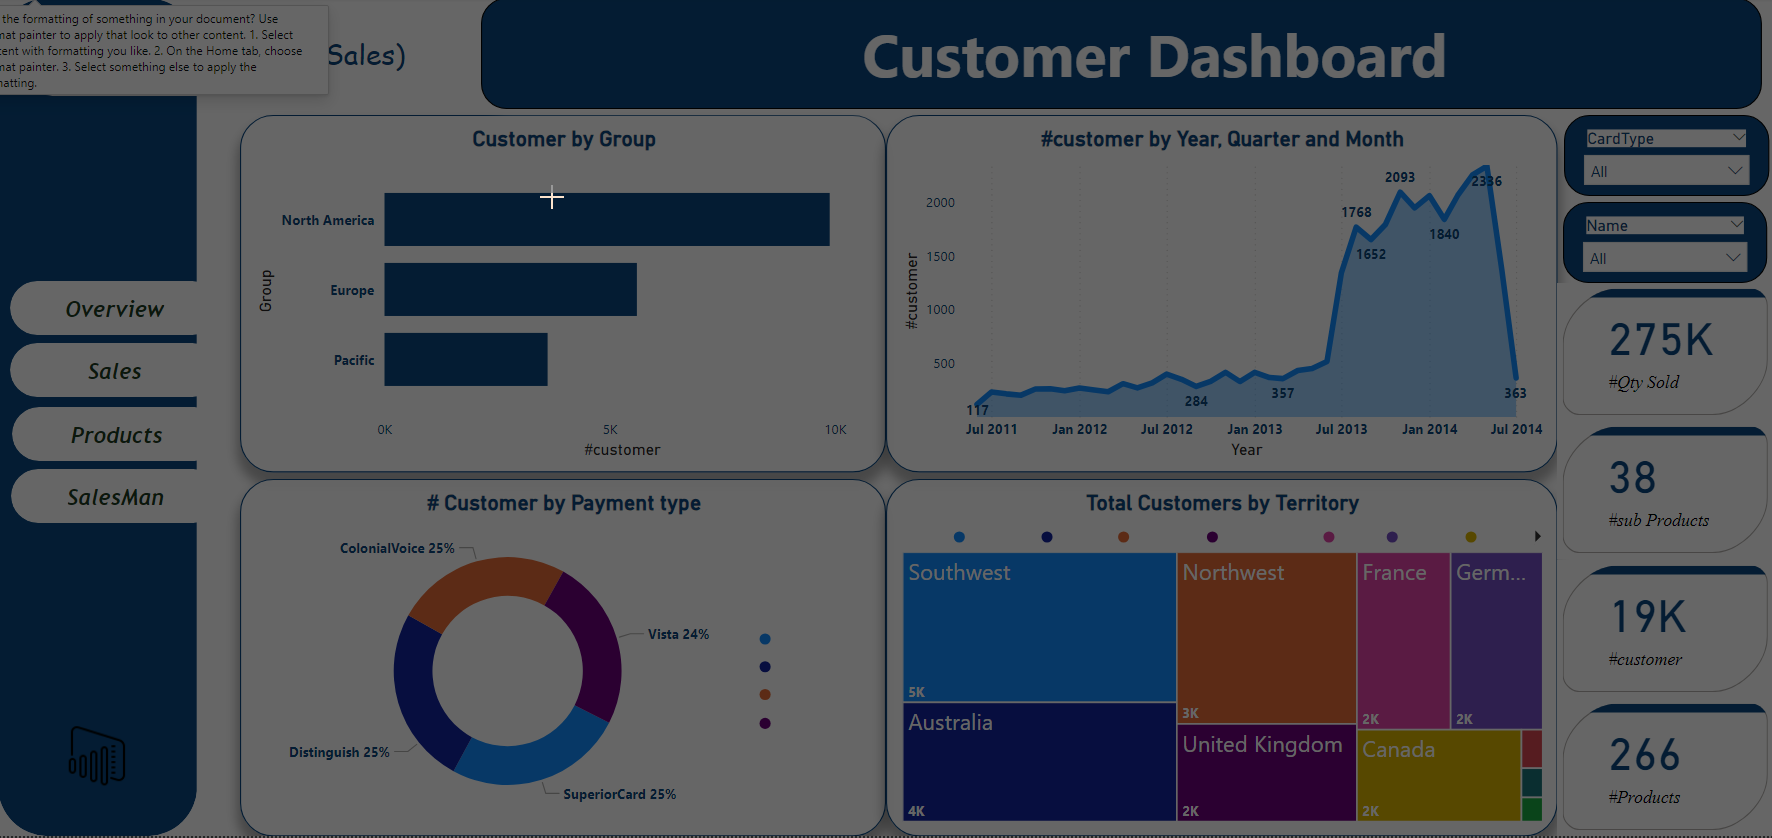 the formatting of something in your document? Use
mat painter to apply that look to other content. 1. Select
tent with formatting you like. 2. On the Home tab, choose
mat painter. 3. Select something else to apply the
matting.
Sales)
Customer Dashboard
Overview
Sales
Products
SalesMan
Customer by Group
Group
North America
Europe
Pacific
0K 5K 10K
#customer
#customer by Year, Quarter and Month
#customer
2000
1500
1000
500
117
284
357
1768
1652
2093
1840
2336
363
Jul 2011 Jan 2012 Jul 2012 Jan 2013 Jul 2013 Jan 2014 Jul 2014
Year
CardType
All
Name
All
275K
#Qty Sold
38
#sub Products
19K
#customer
266
#Products
# Customer by Payment type
ColonialVoice 25%
Vista 24%
Distinguish 25%
SuperiorCard 25%
Total Customers by Territory
Southwest
5K
Australia
4K
Northwest
3K
United Kingdom
2K
France
2K
Germ...
2K
Canada
2K